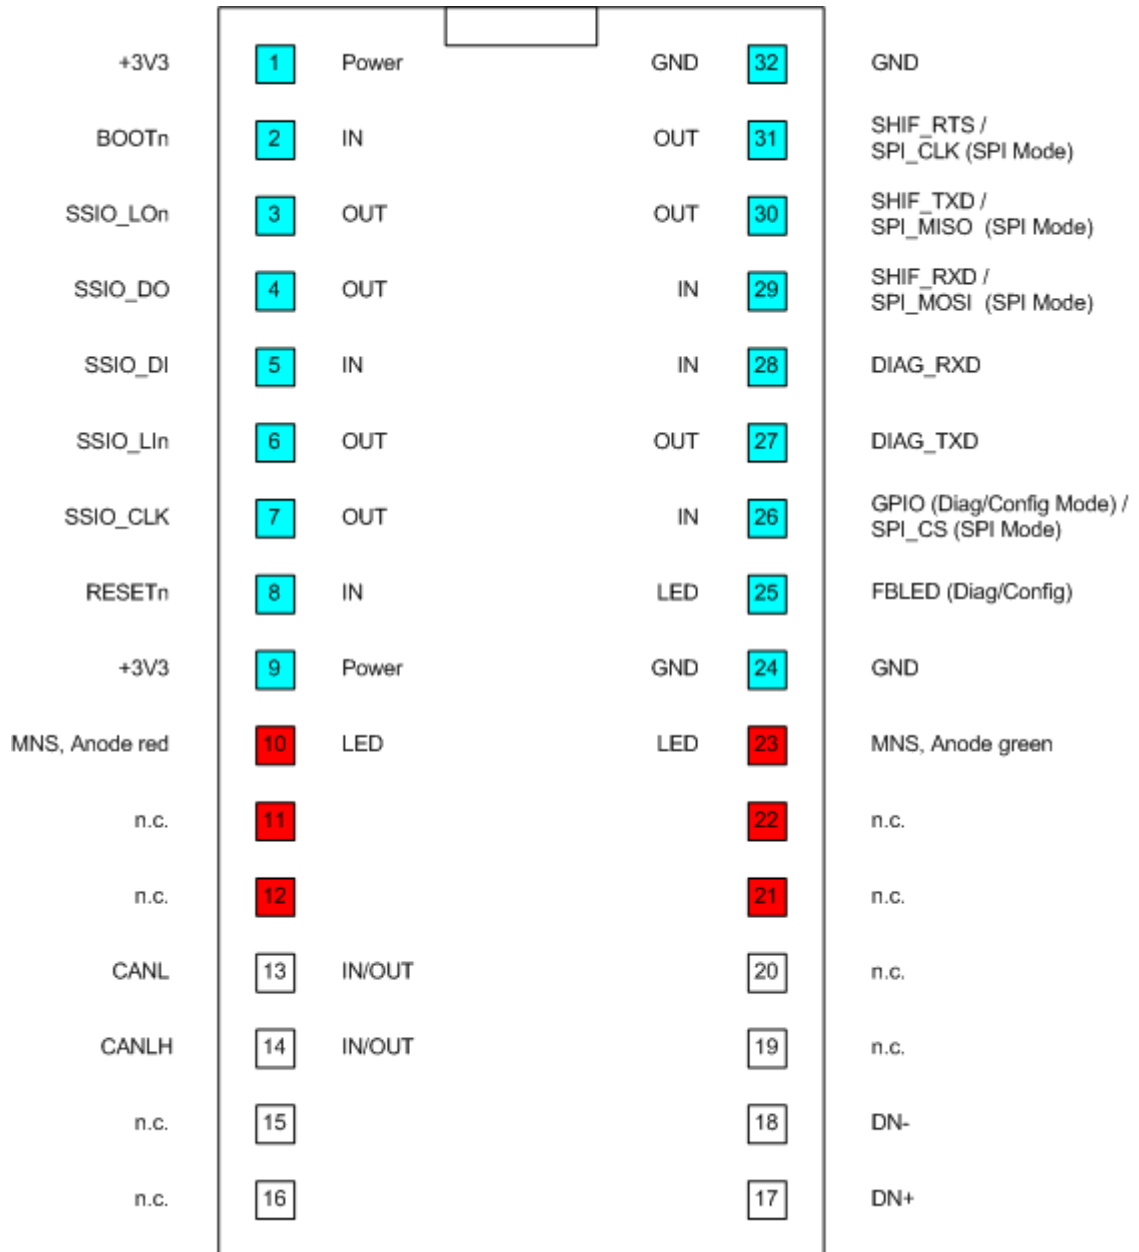 +3V3 1 Power GND 32 GND
BOOTn 2 IN OUT 31 SHIF_RTS /
SPI_CLK (SPI Mode)
SSIO_LOn 3 OUT OUT 30 SHIF_TXD /
SPI_MISO (SPI Mode)
SSIO_DO 4 OUT IN 29 SHIF_RXD /
SPI_MOSI (SPI Mode)
SSIO_DI 5 IN IN 28 DIAG_RXD
SSIO_LIn 6 OUT OUT 27 DIAG_TXD
SSIO_CLK 7 OUT IN 26 GPIO (Diag/Config Mode) /
SPI_CS (SPI Mode)
RESETn 8 IN LED 25 FBLED (Diag/Config)
+3V3 9 Power GND 24 GND
MNS, Anode red 10 LED LED 23 MNS, Anode green
n.c. 11 22 n.c.
n.c. 12 21 n.c.
CANL 13 IN/OUT 20 n.c.
CANLH 14 IN/OUT 19 n.c.
n.c. 15 18 DN-
n.c. 16 17 DN+